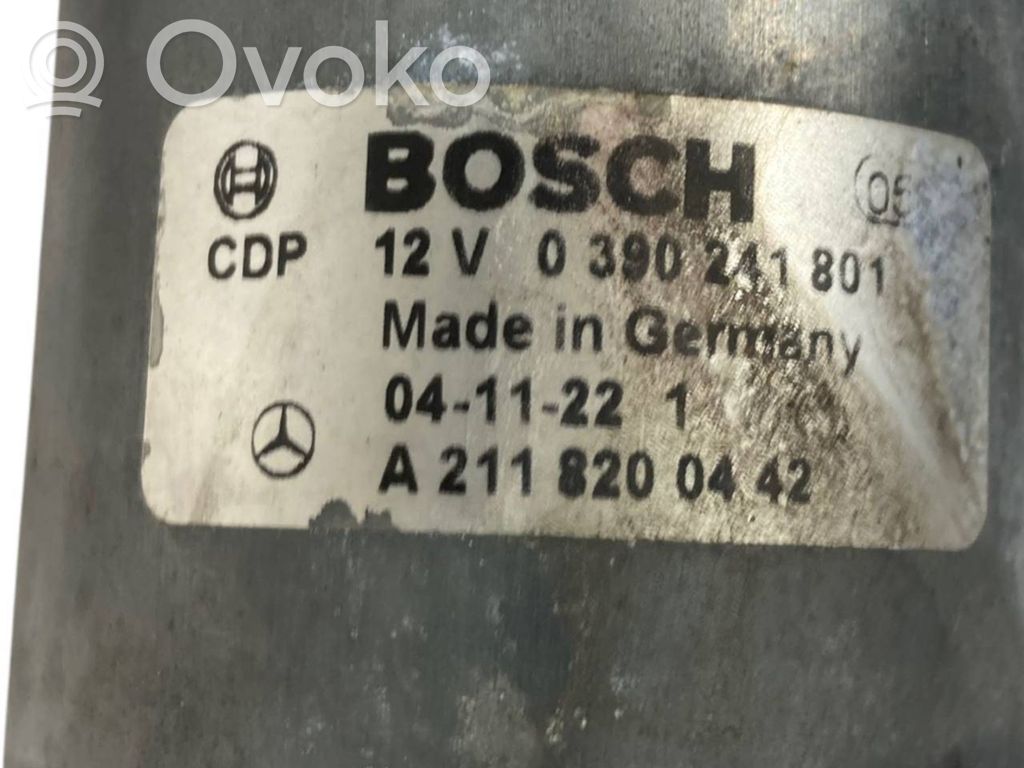 Ovoko
BOSCH
05
CDP 12 V 0 390 241 801
Made in Germany
04-11-22 1
A 211 820 04 42